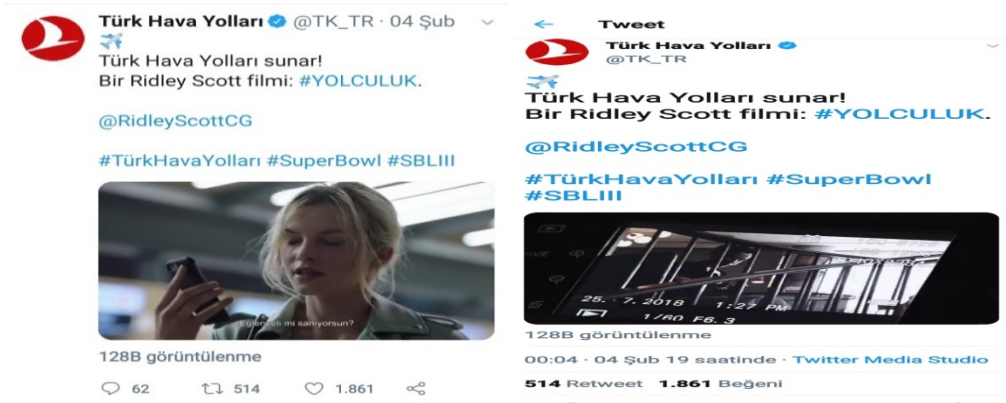 Türk Hava Yolları @TK_TR · 04 Şub
Türk Hava Yolları sunar!
Bir Ridley Scott filmi: #YOLCULUK.
@RidleyScottCG
#TürkHavaYolları #SuperBowl #SBLIII
Eğlenceli mi sanıyorsun?
128B görüntülenme
62 514 1.861
Tweet
Türk Hava Yolları
@TK_TR
Türk Hava Yolları sunar!
Bir Ridley Scott filmi: #YOLCULUK.
@RidleyScottCG
#TürkHavaYolları #SuperBowl
#SBLIII
25. 7. 2018 1:27 PM
1/60 F6.3
128B görüntülenme
00:04 · 04 Şub 19 saatinde · Twitter Media Studio
514 Retweet 1.861 Beğeni